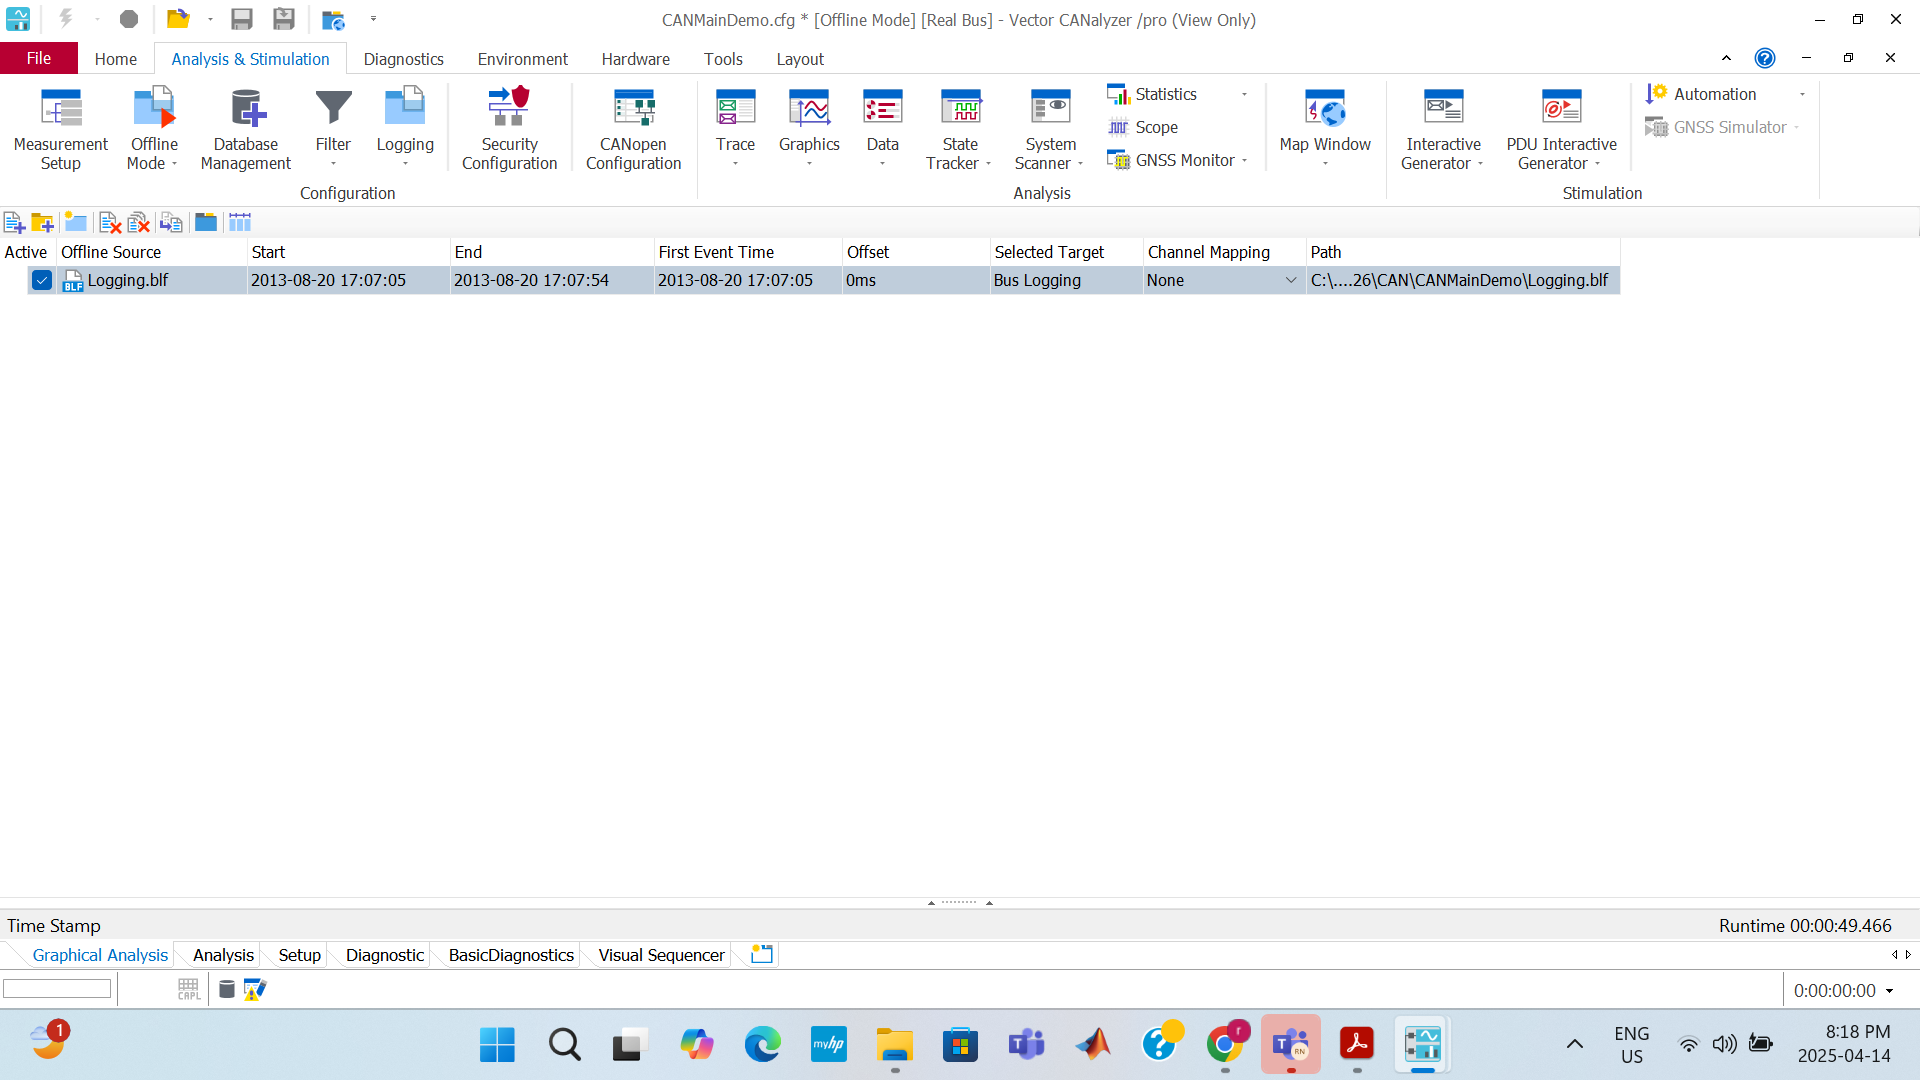 CANMainDemo.cfg * [Offline Mode] [Real Bus] - Vector CANalyzer /pro (View Only)
File Home Analysis & Stimulation Diagnostics Environment Hardware Tools Layout
Measurement Setup
Offline Mode
Database Management
Filter
Logging
Security Configuration
CANopen Configuration
Trace
Graphics
Data
State Tracker
System Scanner
Statistics
Scope
GNSS Monitor
Map Window
Interactive Generator
PDU Interactive Generator
Automation
GNSS Simulator
Configuration Analysis Stimulation
Active Offline Source Start End First Event Time Offset Selected Target Channel Mapping Path
BLF Logging.blf 2013-08-20 17:07:05 2013-08-20 17:07:54 2013-08-20 17:07:05 0ms Bus Logging None C:\....26\CAN\CANMainDemo\Logging.blf
Time Stamp Runtime 00:00:49.466
Graphical Analysis Analysis Setup Diagnostic BasicDiagnostics Visual Sequencer
CAPL 0:00:00:00
1 myhp T r T RN ENG US 8:18 PM
2025-04-14